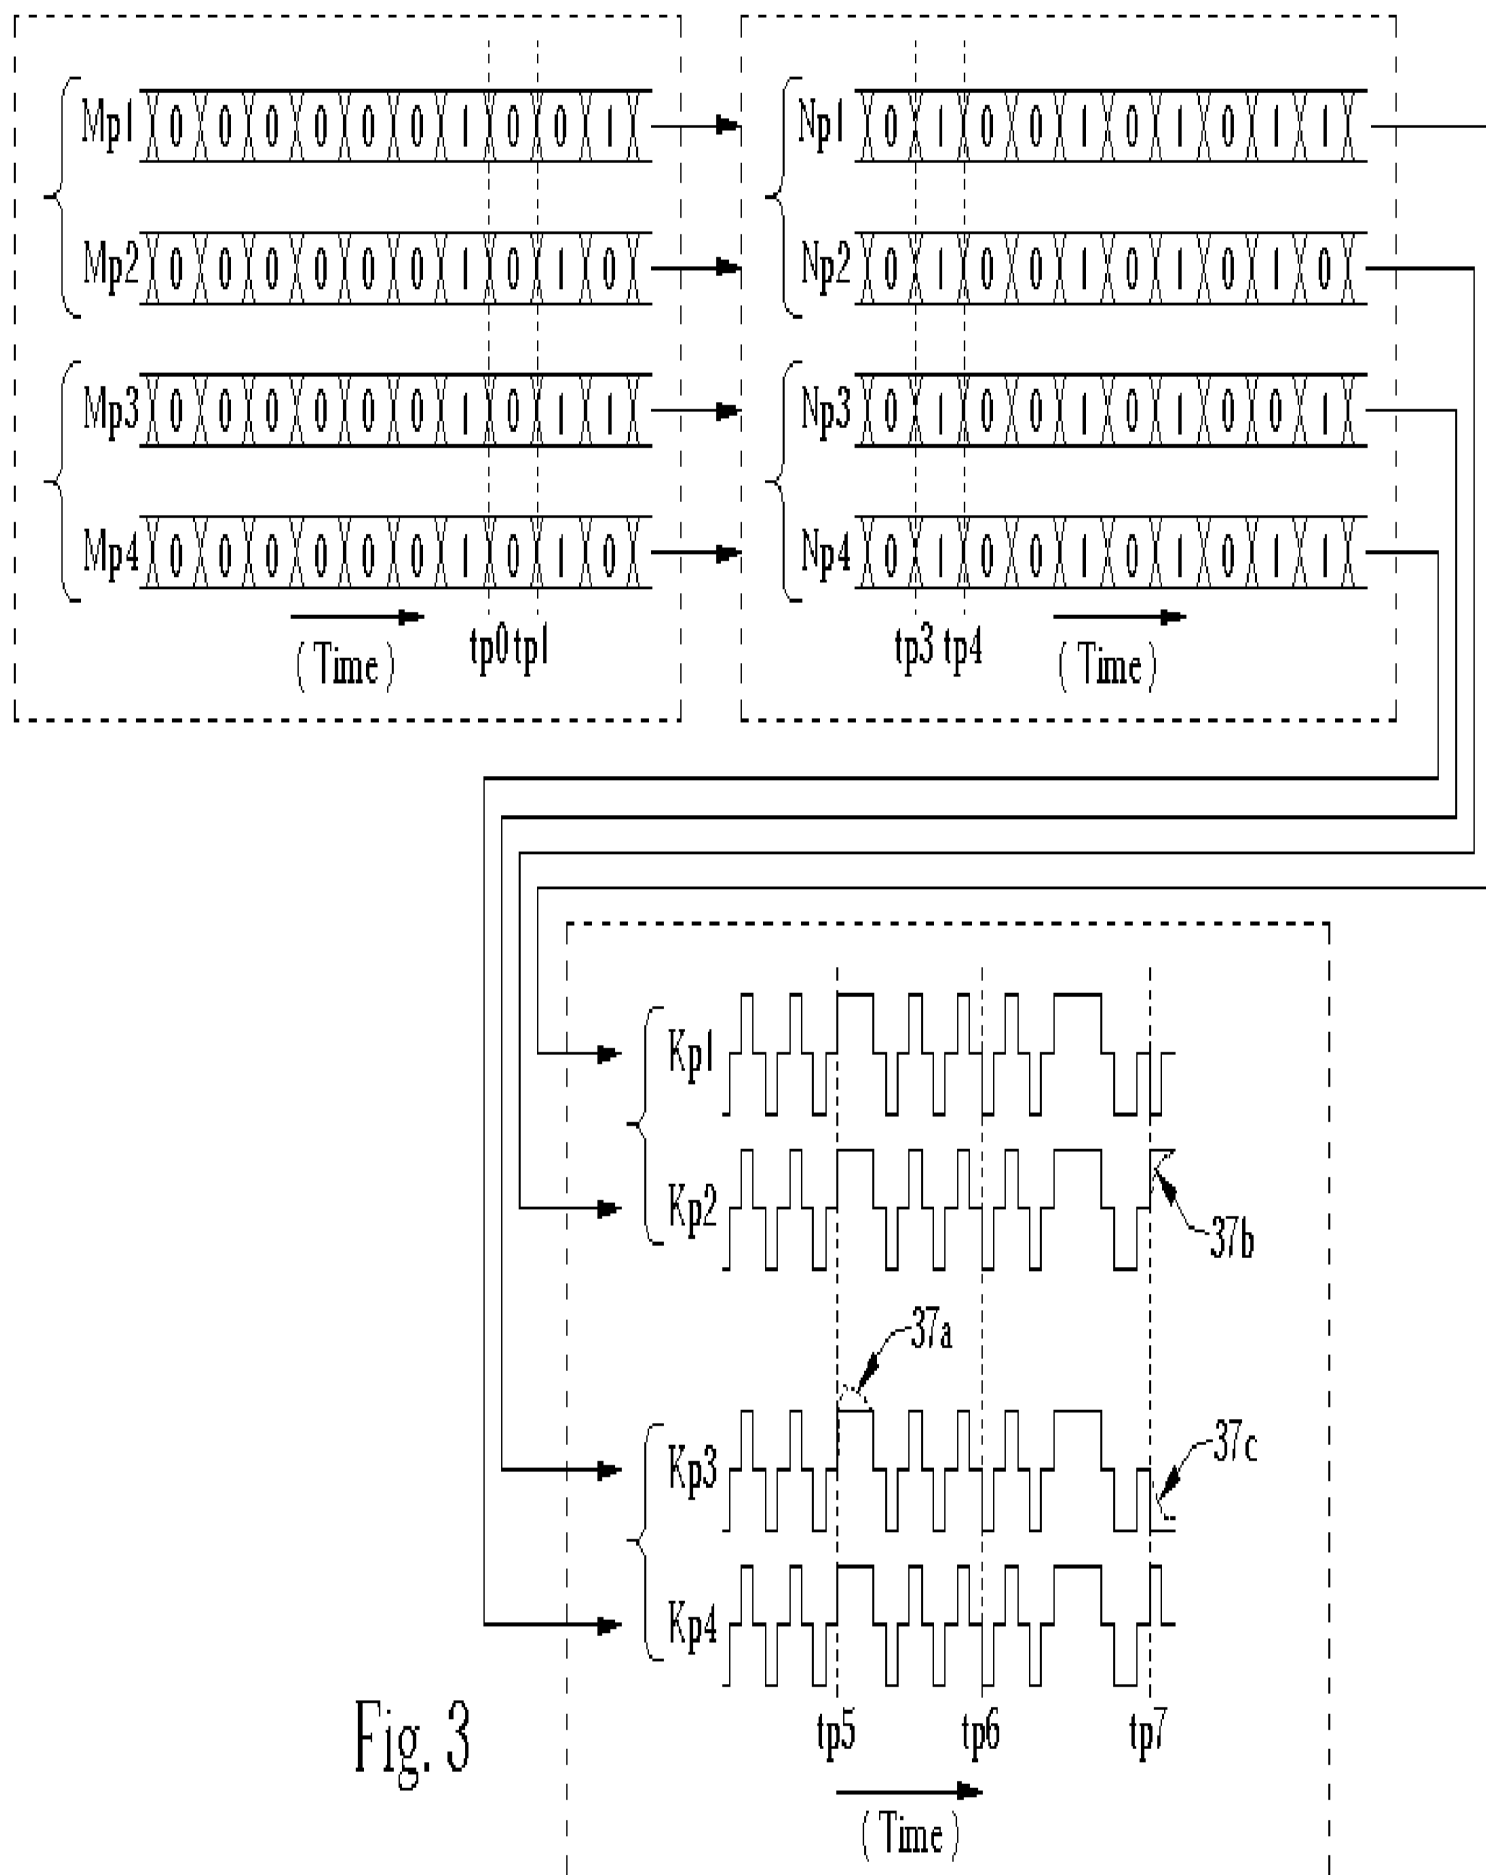 Mp1 0 0 0 0 0 0 1 0 0 1
Mp2 0 0 0 0 0 0 1 0 1 0
Mp3 0 0 0 0 0 0 1 0 1 1
Mp4 0 0 0 0 0 0 1 0 1 0
tp0 tp1
(Time)
Np1 0 1 0 0 1 0 1 0 1 1
Np2 0 1 0 0 1 0 1 0 1 0
Np3 0 1 0 0 1 0 1 0 0 1
Np4 0 1 0 0 1 0 1 0 1 1
tp3 tp4
(Time)
Kp1
Kp2
37b
37a
Kp3
37c
Kp4
tp5 tp6 tp7
(Time)
Fig. 3